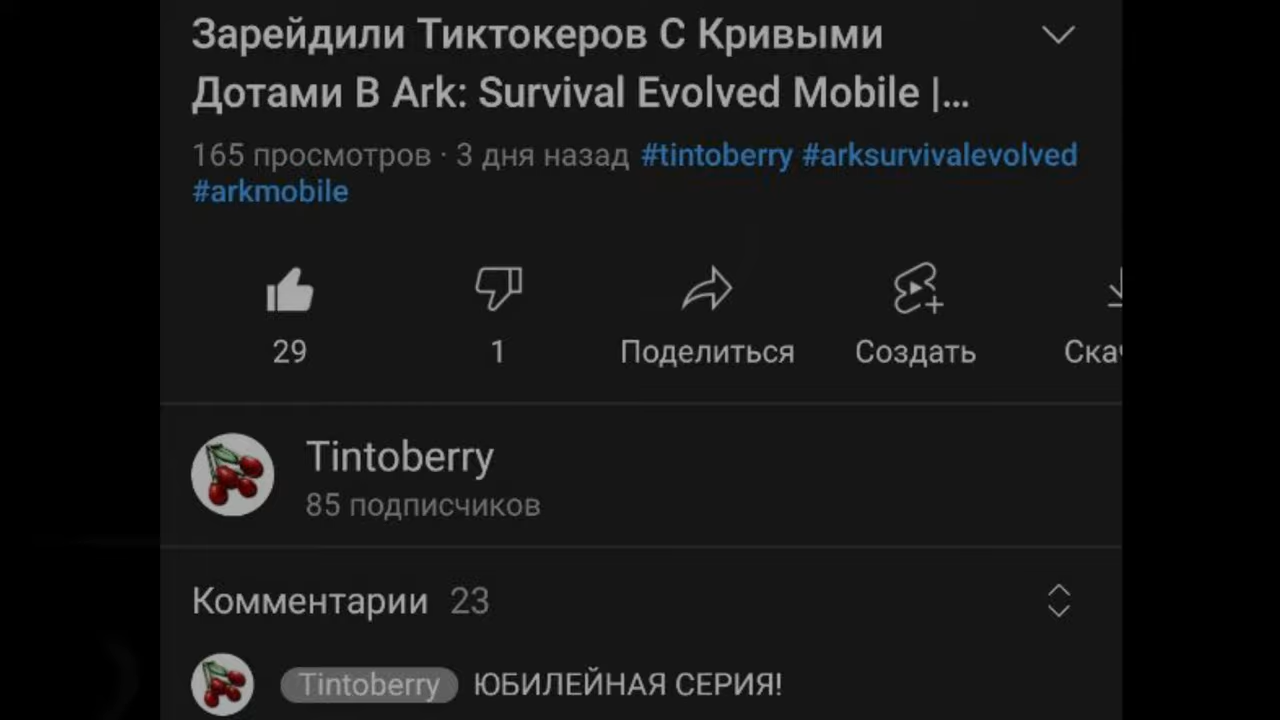 Зарейдили Тиктокеров С Кривыми
Дотами В Ark: Survival Evolved Mobile |...
165 просмотров · 3 дня назад #tintoberry #arksurvivalevolved
#arkmobile
29
1
Поделиться
Создать
Скач
Tintoberry
85 подписчиков
Комментарии 23
Tintoberry ЮБИЛЕЙНАЯ СЕРИЯ!